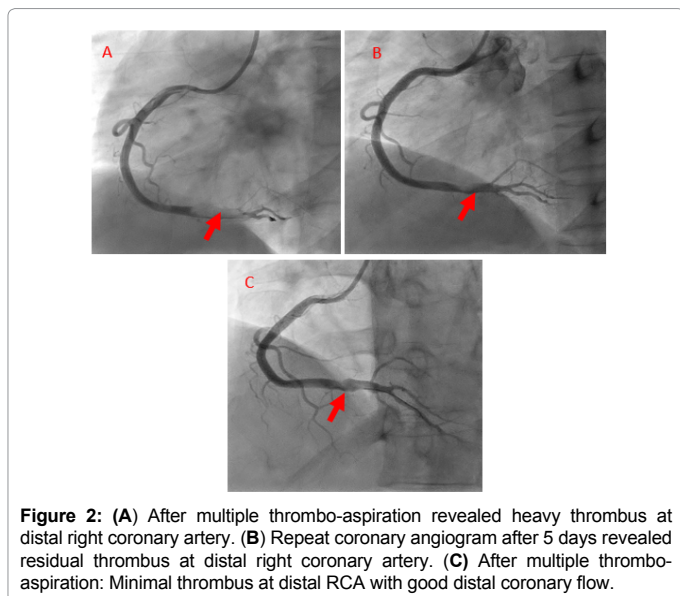 A
B
C
Figure 2: (A) After multiple thrombo-aspiration revealed heavy thrombus at
distal right coronary artery. (B) Repeat coronary angiogram after 5 days revealed
residual thrombus at distal right coronary artery. (C) After multiple thrombo-
aspiration: Minimal thrombus at distal RCA with good distal coronary flow.